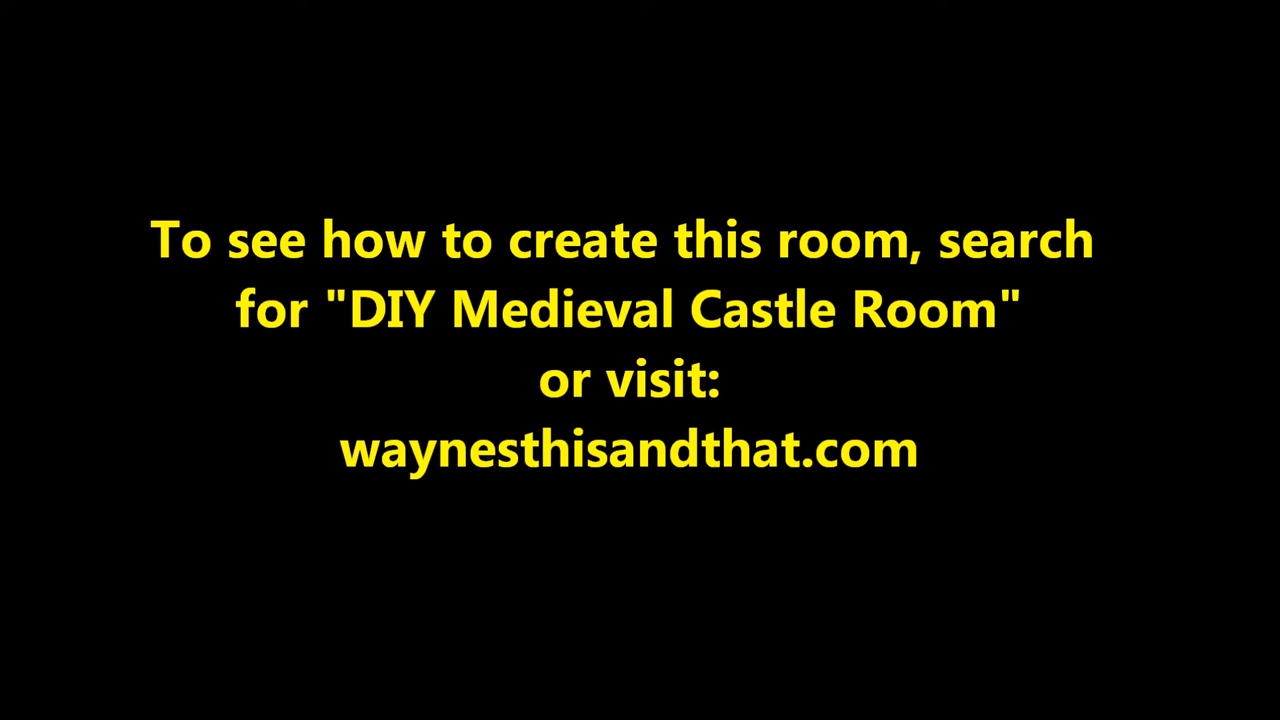 To see how to create this room, search
for "DIY Medieval Castle Room"
or visit:
waynesthisandthat.com